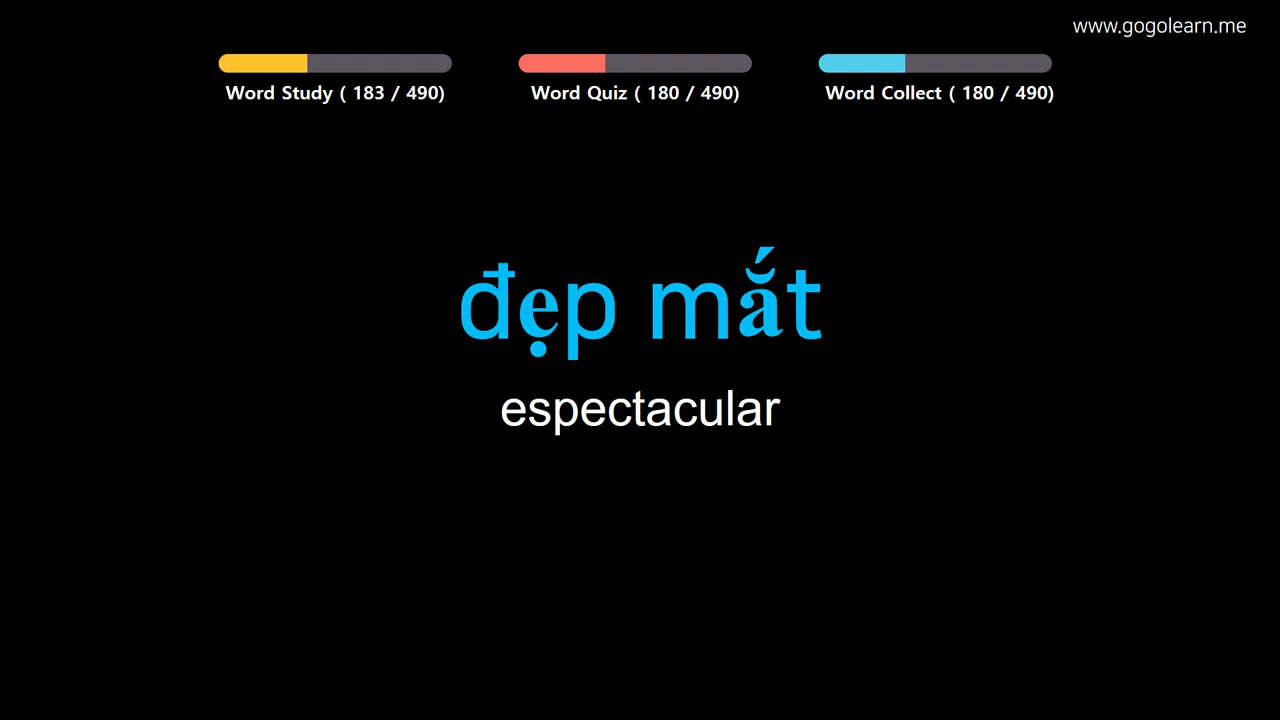 www.gogolearn.me
Word Study ( 183 / 490)
Word Quiz ( 180 / 490)
Word Collect ( 180 / 490)
đẹp mắt
espectacular